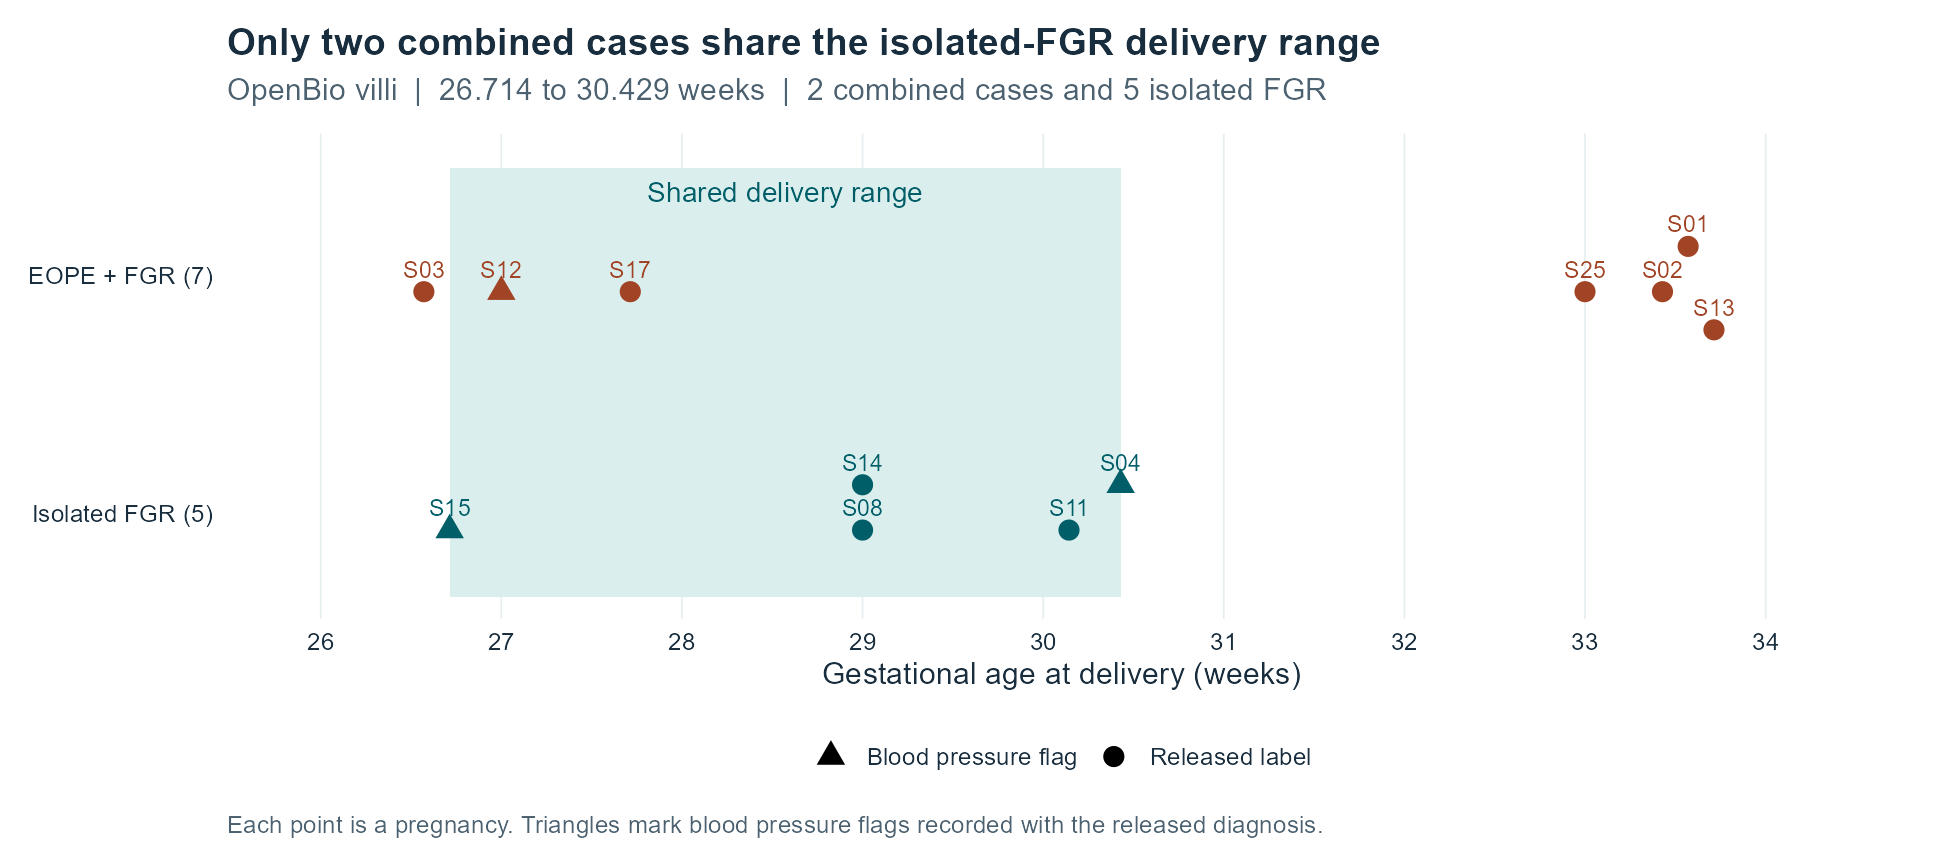 Only two combined cases share the isolated-FGR delivery range
OpenBio villi | 26.714 to 30.429 weeks | 2 combined cases and 5 isolated FGR
Shared delivery range
S01
EOPE + FGR (7)
S03 S12 S17 S25 S02
S13
S14 S04
Isolated FGR (5)
S15 S08 S11
26 27 28 29 30 31 32 33 34
Gestational age at delivery (weeks)
Blood pressure flag Released label
Each point is a pregnancy. Triangles mark blood pressure flags recorded with the released diagnosis.